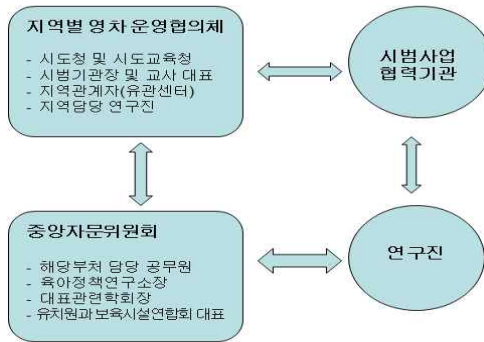 지역별 영차 운영협의체
- 시도청 및 시도교육청
- 시범기관장 및 교사 대표
- 지역관계자(유관센터)
- 지역담당 연구진
시범사업
협력기관
중앙자문위원회
- 해당부처 담당 공무원
- 육아정책연구소장
- 대표관련학회장
- 유치원과 보육시설연합회 대표
연구진